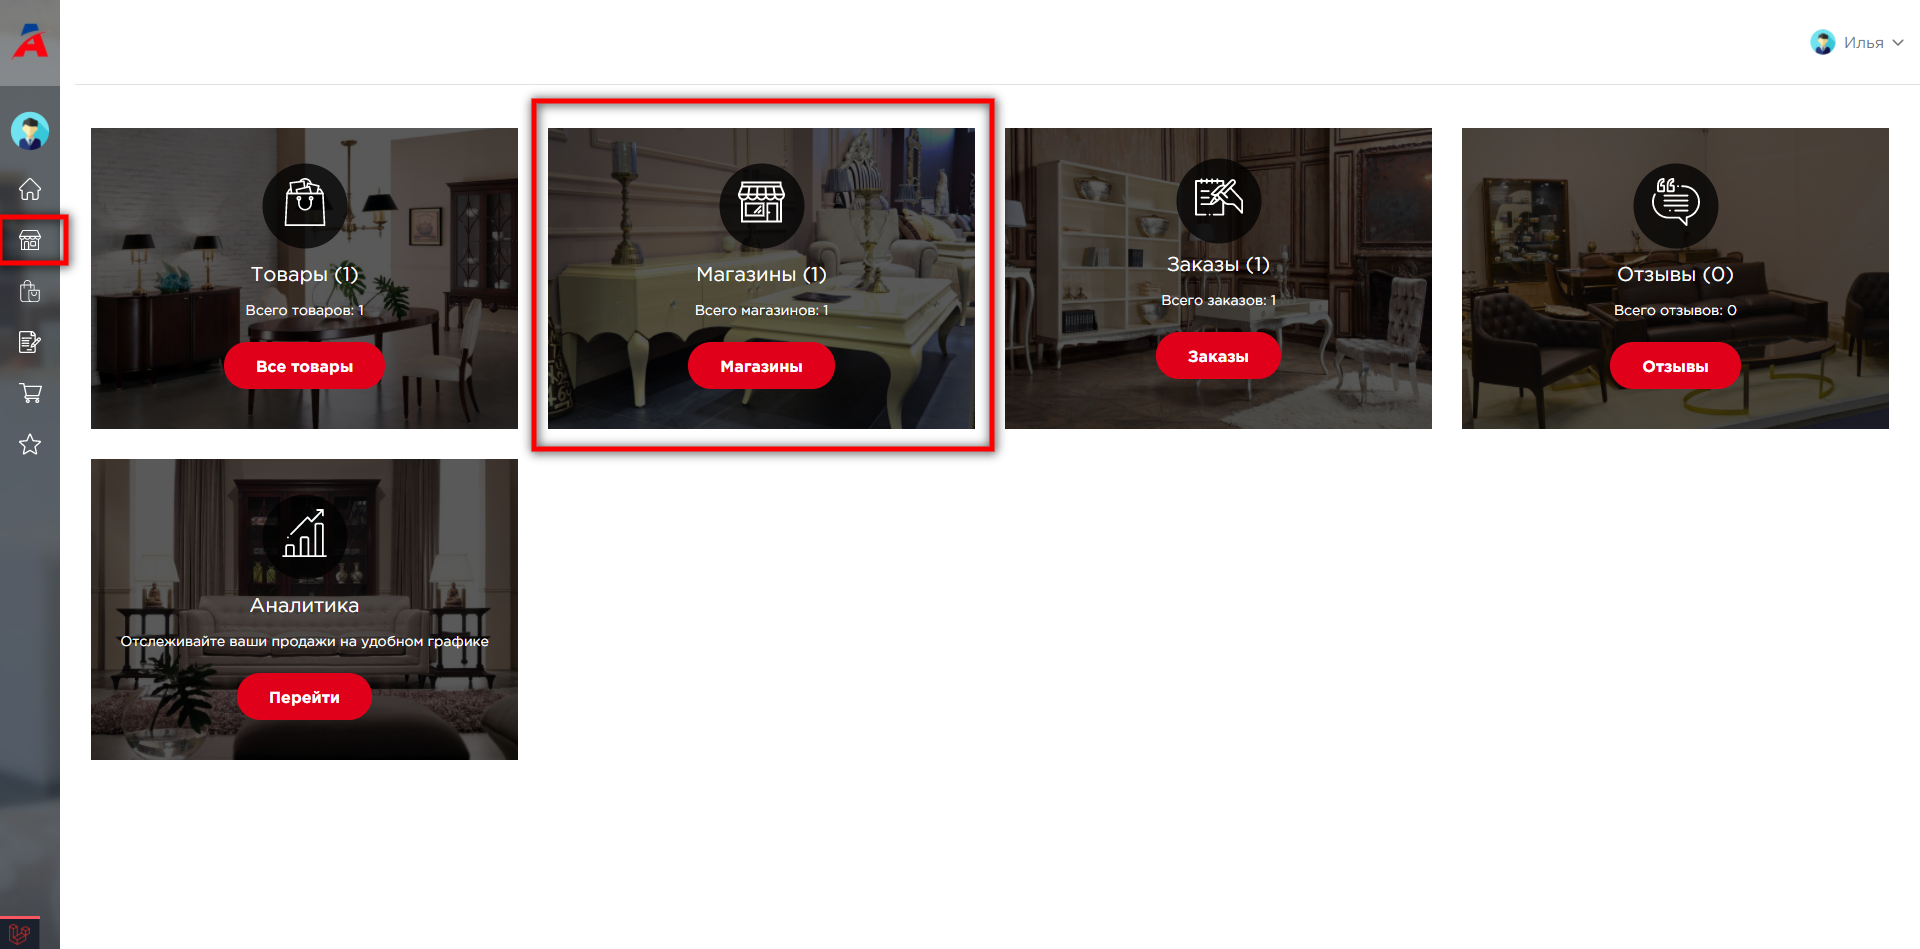 Илья
Товары (1)
Всего товаров: 1
Все товары
Магазины (1)
Всего магазинов: 1
Магазины
Заказы (1)
Всего заказов: 1
Заказы
Отзывы (0)
Всего отзывов: 0
Отзывы
Аналитика
Отслеживайте ваши продажи на удобном графике
Перейти